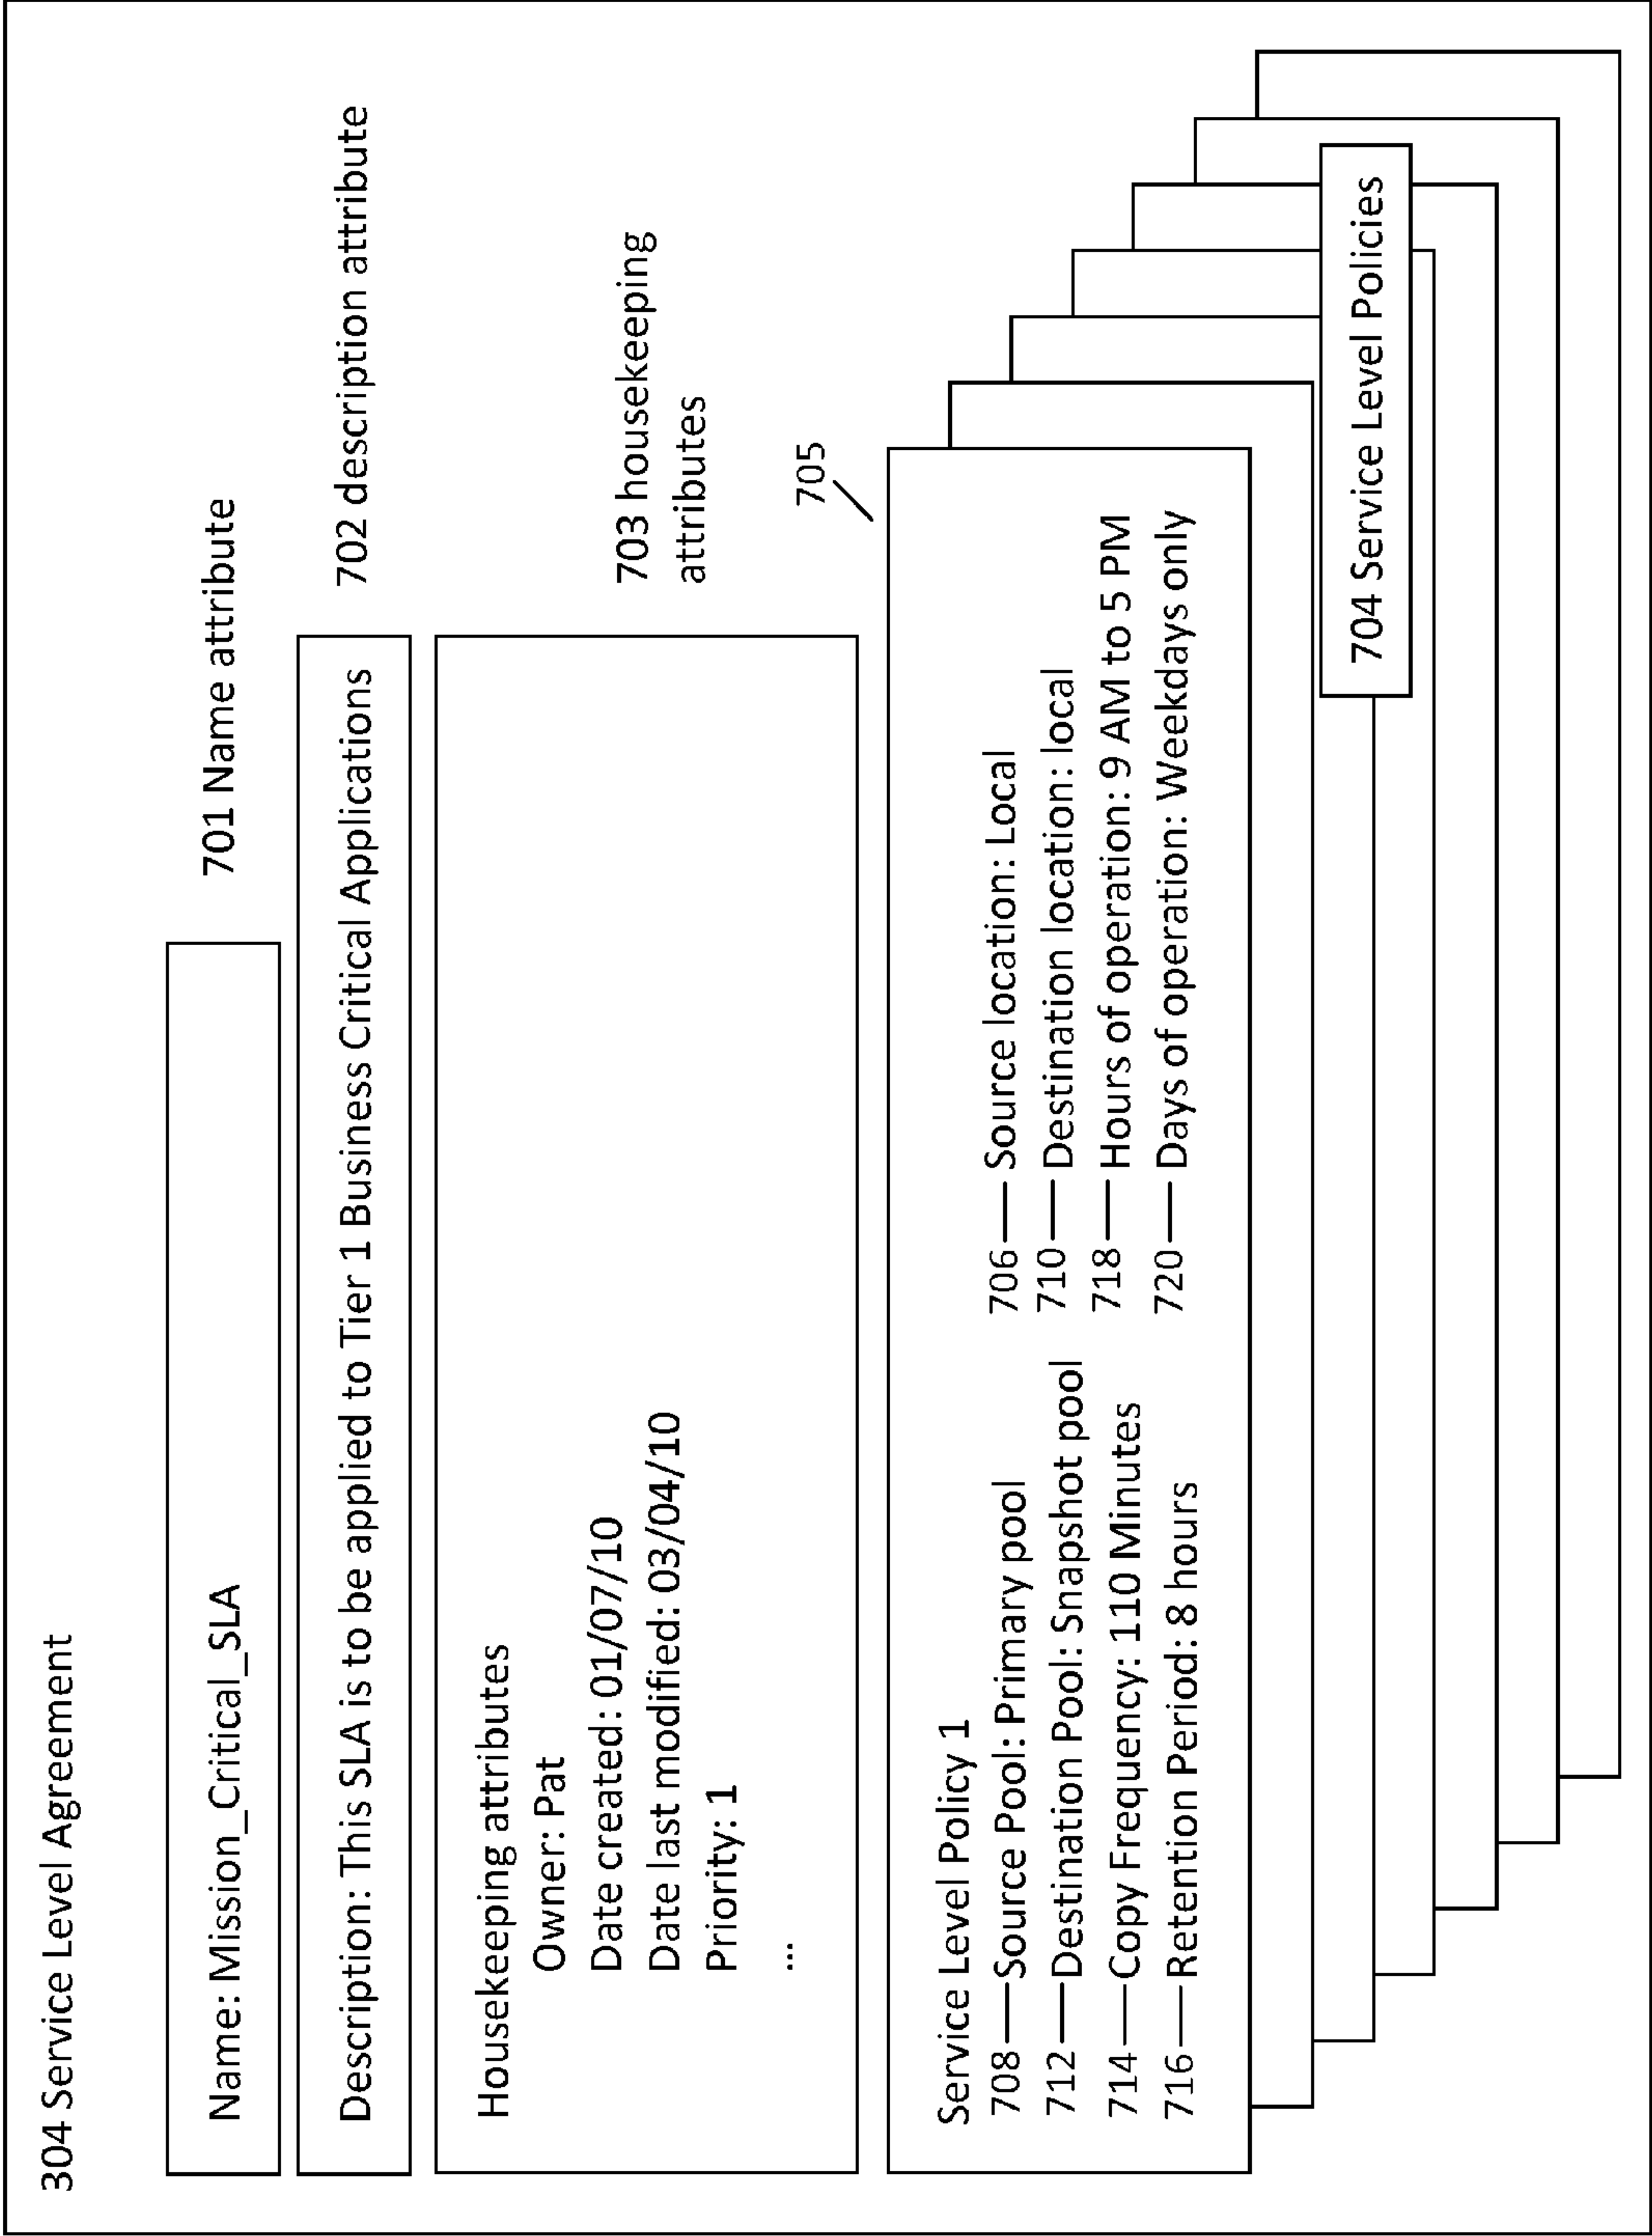 304 Service Level Agreement
Name: Mission_Critical_SLA
701 Name attribute
Description: This SLA is to be applied to Tier 1 Business Critical Applications
702 description attribute
Housekeeping attributes
Owner: Pat
Date created: 01/07/10
Date last modified: 03/04/10
Priority: 1
...
703 housekeeping
attributes
705
Service Level Policy 1
708 Source Pool: Primary pool
712 Destination Pool: Snapshot pool
714 Copy Frequency: 110 Minutes
716 Retention Period: 8 hours
706 Source location: Local
710 Destination location: local
718 Hours of operation: 9 AM to 5 PM
720 Days of operation: Weekdays only
704 Service Level Policies